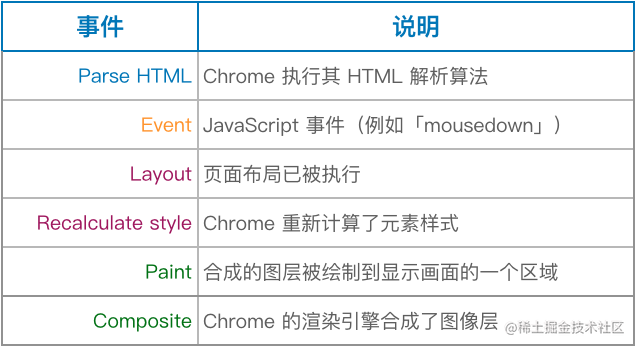 事件 说明
Parse HTML Chrome 执行其 HTML 解析算法
Event JavaScript 事件（例如「mousedown」）
Layout 页面布局已被执行
Recalculate style Chrome 重新计算了元素样式
Paint 合成的图层被绘制到显示画面的一个区域
Composite Chrome 的渲染引擎合成了图像层
@稀土掘金技术社区